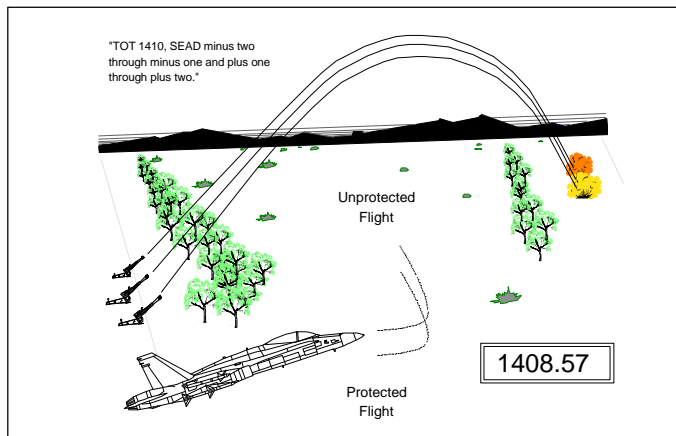 "TOT 1410, SEAD minus two
through minus one and plus one
through plus two."
Unprotected
Flight
1408.57
Protected
Flight